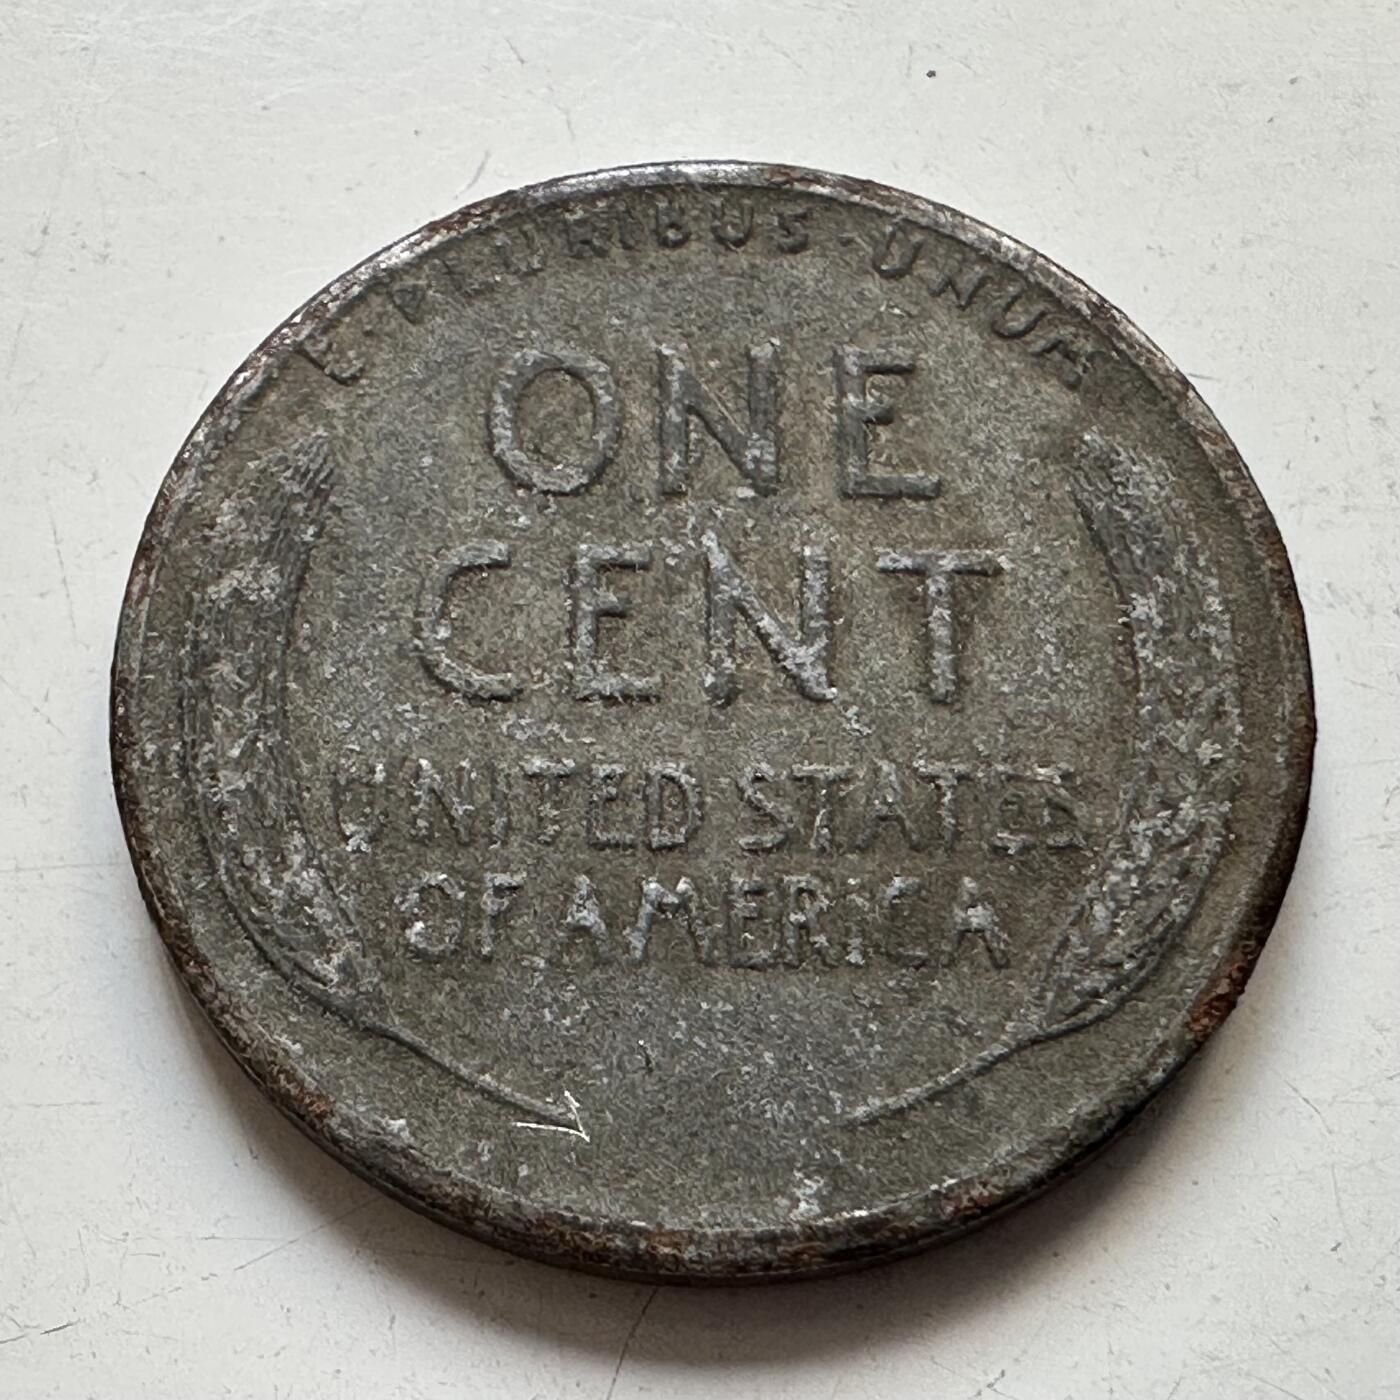 E · PLURIBUS · UNUM
ONE
CENT
UNITED STATES
OF AMERICA